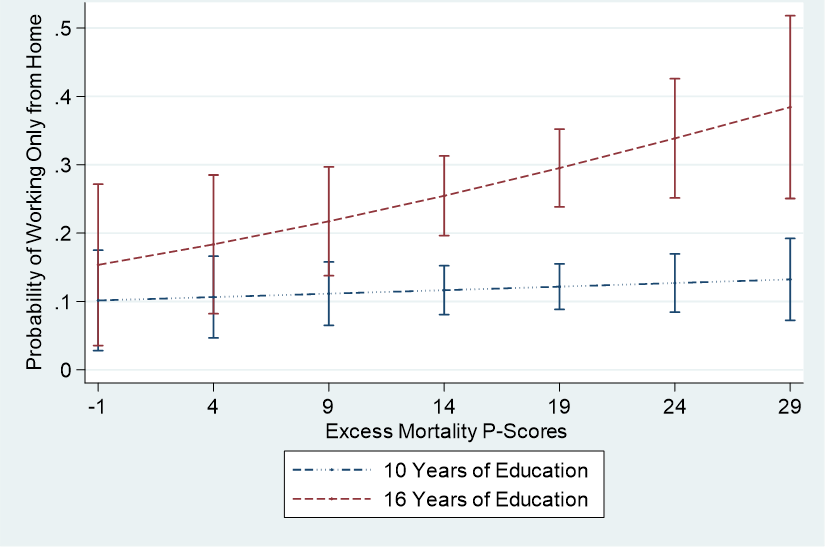 Probability of Working Only from Home
.5
.4
.3
.2
.1
0
-1 4 9 14 19 24 29
Excess Mortality P-Scores
10 Years of Education
16 Years of Education